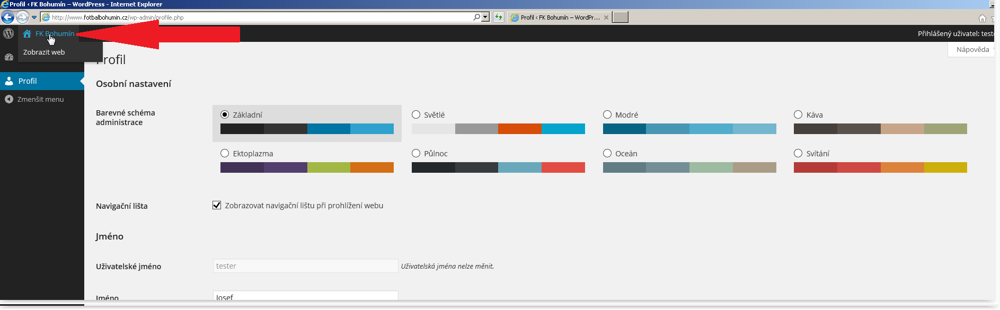 Profil ‹ FK Bohumín — WordPress - Internet Explorer
http://www.fotbalbohumin.cz/wp-admin/profile.php
Profil ‹ FK Bohumín — WordPr...
FK Bohumín
Přihlášený uživatel:
Zobrazit web
Nápověda
Profil
Zmenšit menu
Osobní nastavení
Barevné schéma
administrace
Základní
Světlé
Modré
Káva
Ektoplazma
Půlnoc
Oceán
Svítání
Navigační lišta
Zobrazovat navigační lištu při prohlížení webu
Jméno
Uživatelské jméno
tester
Uživatelská jména nelze měnit.
Jméno
Josef